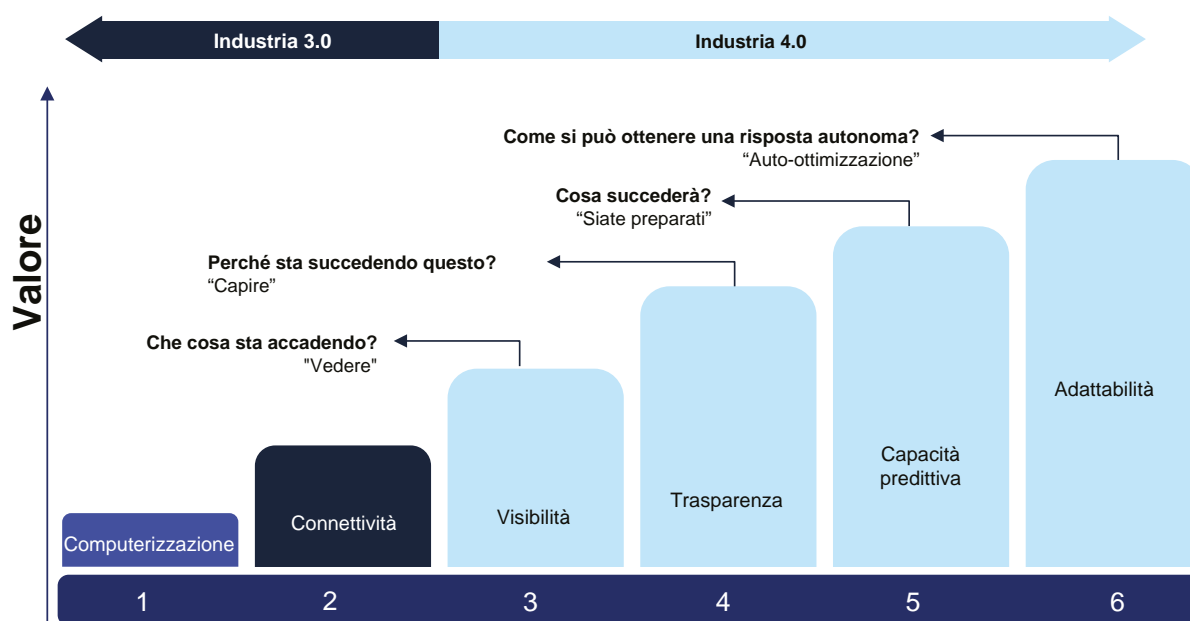 Industria 3.0
Industria 4.0
Valore
Come si può ottenere una risposta autonoma?
“Auto-ottimizzazione”
Cosa succederà?
“Siate preparati”
Perché sta succedendo questo?
“Capire”
Che cosa sta accadendo?
"Vedere"
Computerizzazione
Connettività
Visibilità
Trasparenza
Capacità
predittiva
Adattabilità
1
2
3
4
5
6